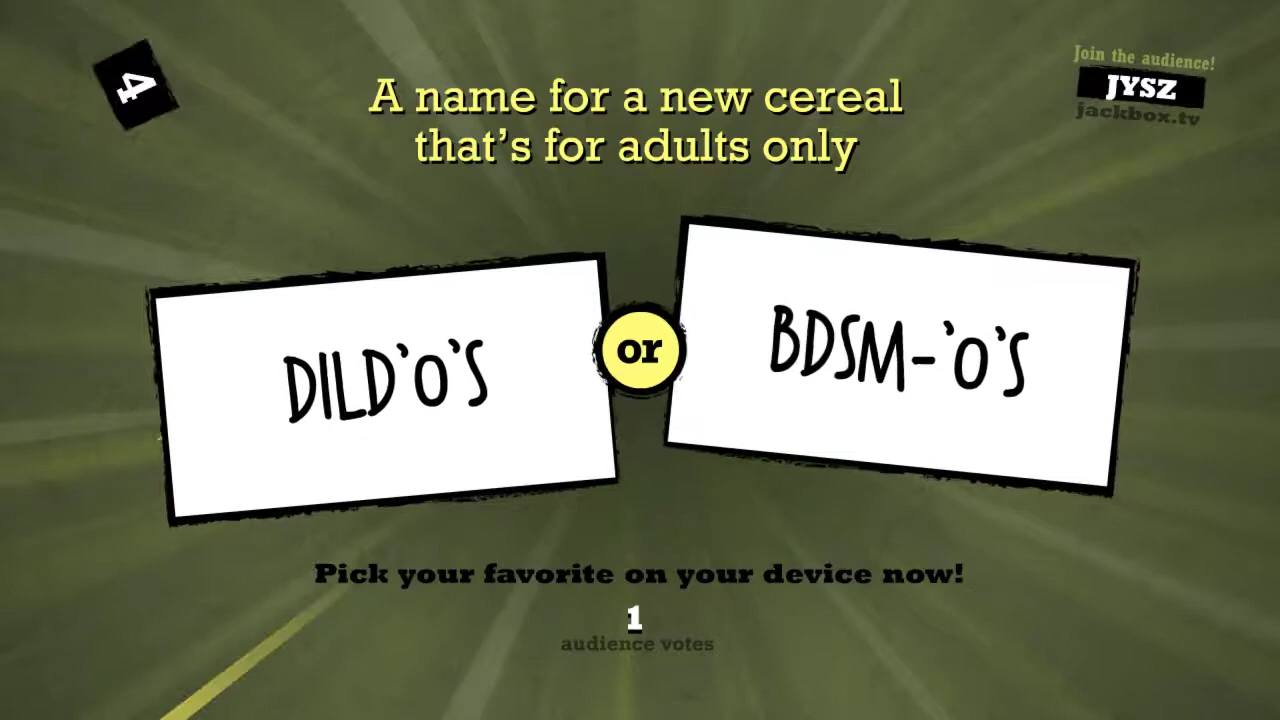 4
Join the audience!
JYSZ
jackbox.tv
A name for a new cereal
that's for adults only
DILD'O'S
or
BDSM-'O'S
Pick your favorite on your device now!
1
audience votes